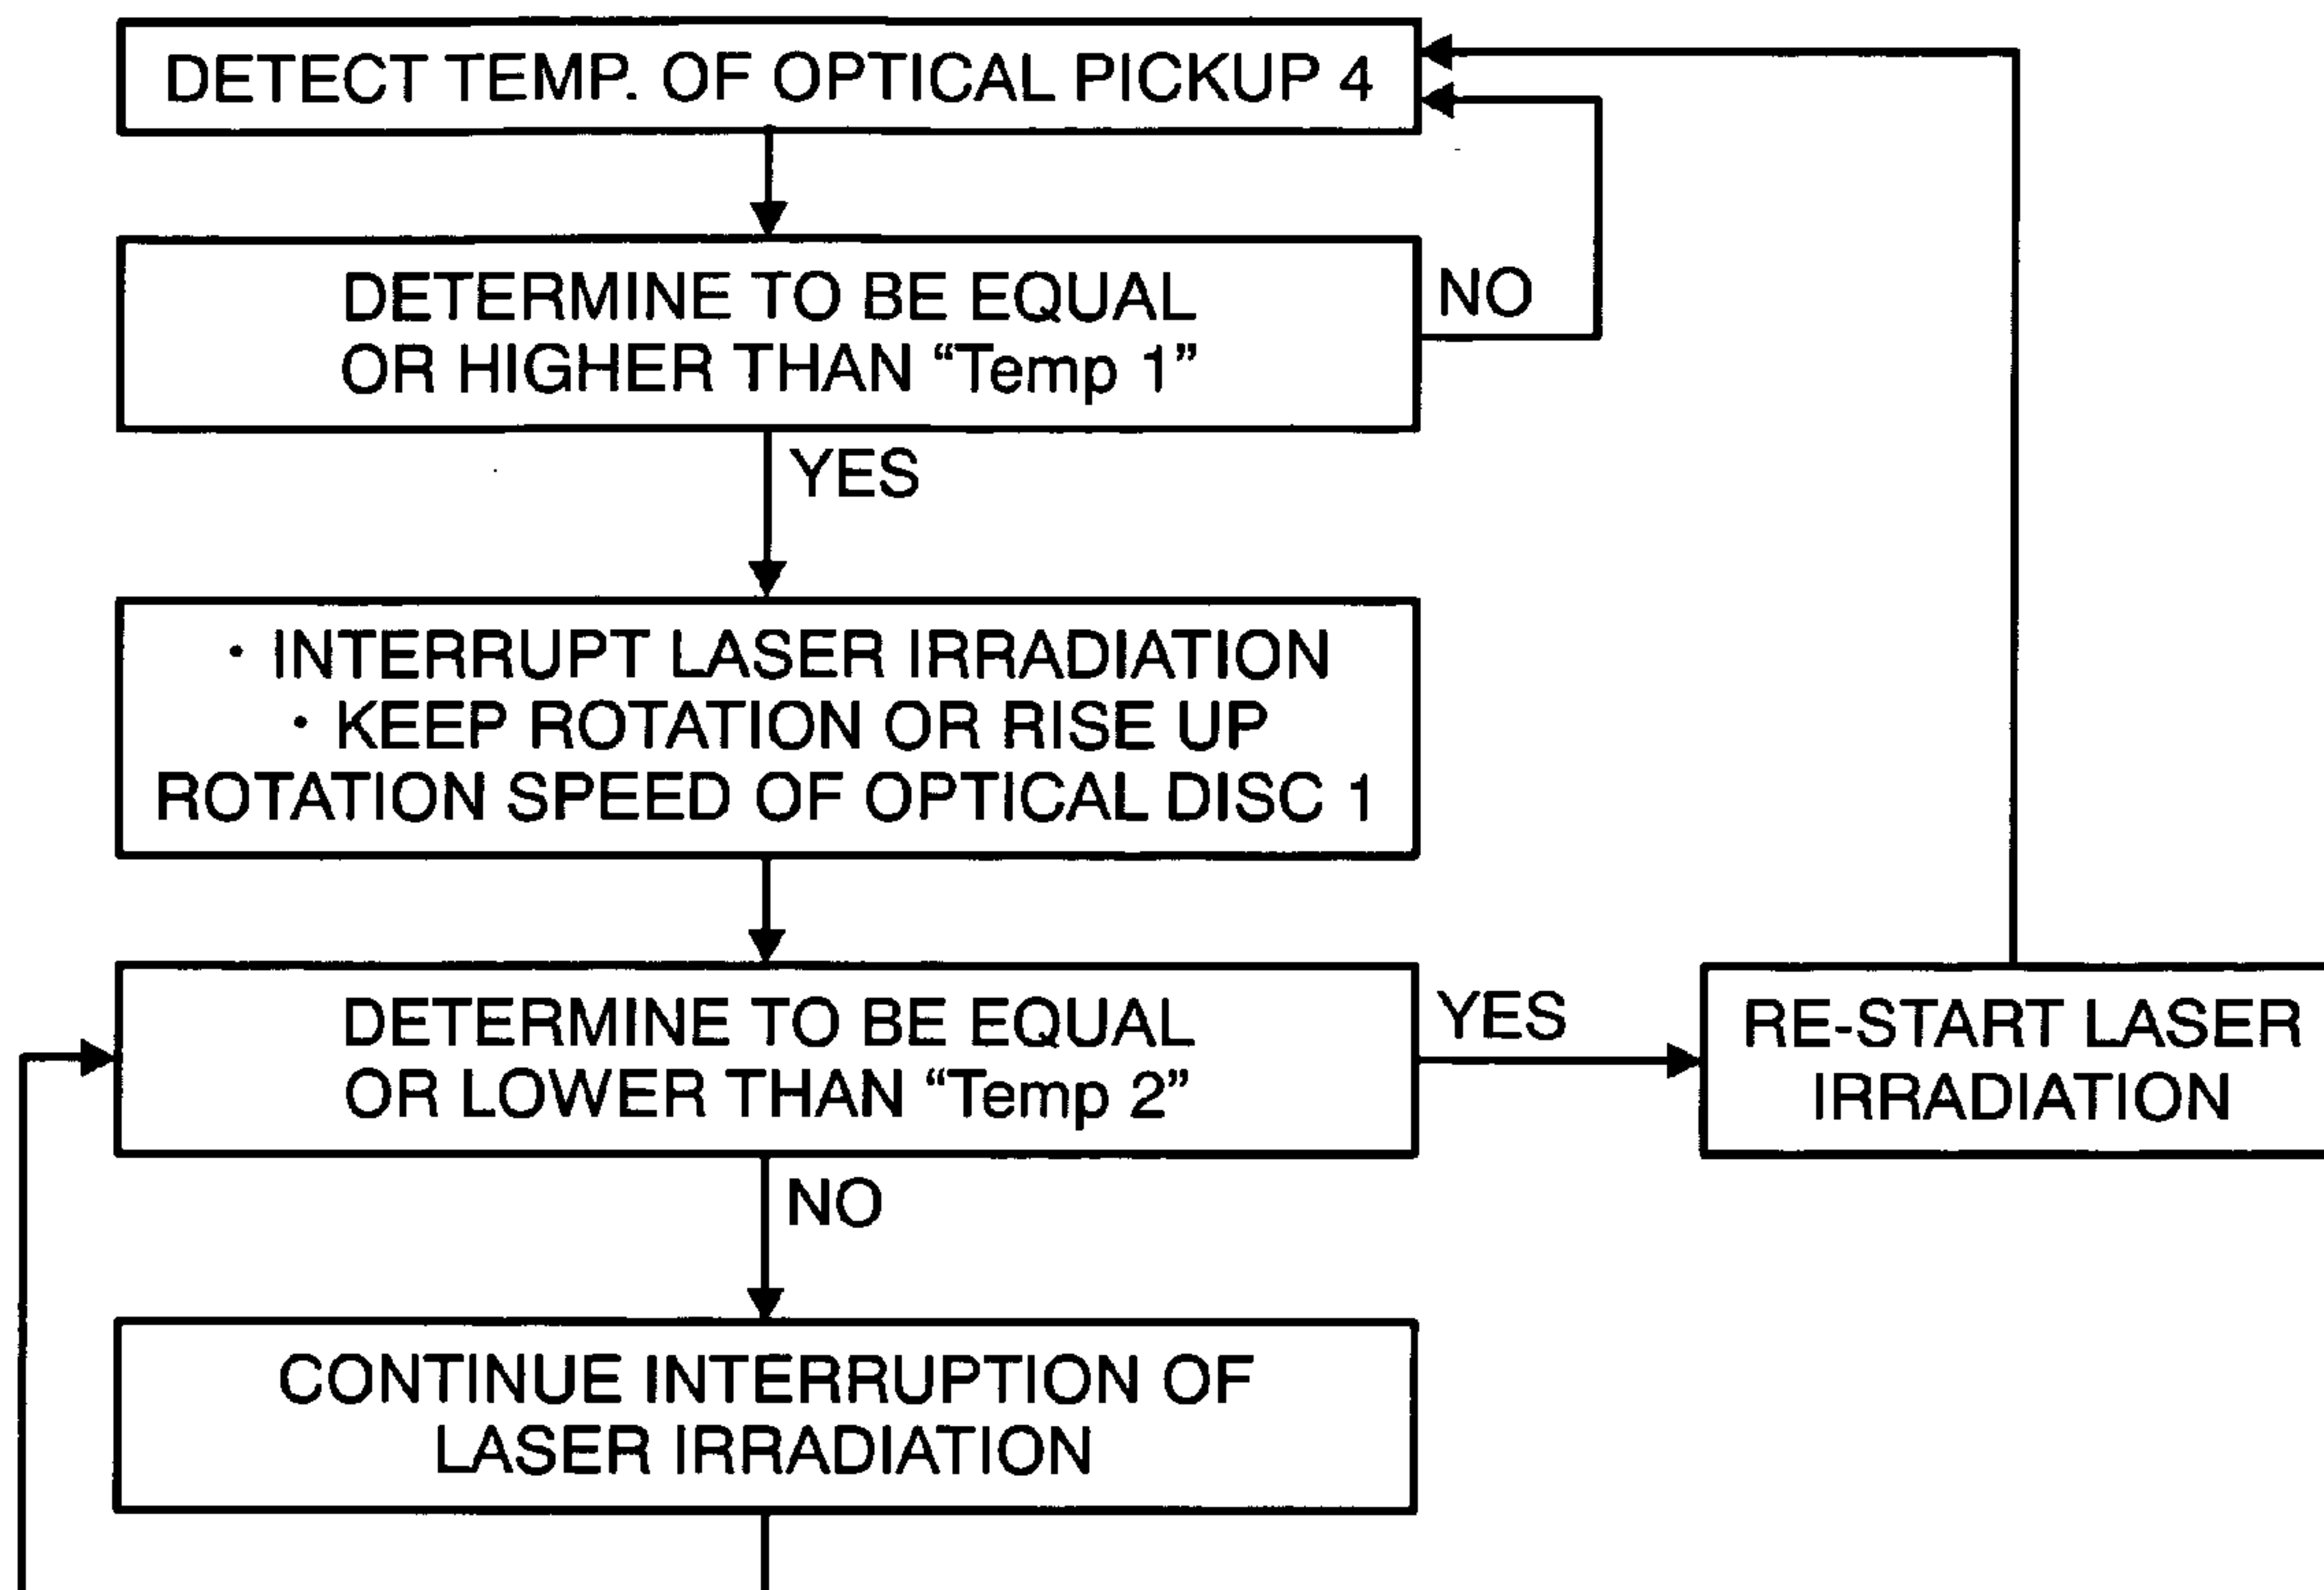 DETECT TEMP. OF OPTICAL PICKUP 4
DETERMINE TO BE EQUAL
OR HIGHER THAN “Temp 1”
NO
YES
• INTERRUPT LASER IRRADIATION
• KEEP ROTATION OR RISE UP
ROTATION SPEED OF OPTICAL DISC 1
DETERMINE TO BE EQUAL
OR LOWER THAN “Temp 2”
YES
RE-START LASER
IRRADIATION
NO
CONTINUE INTERRUPTION OF
LASER IRRADIATION